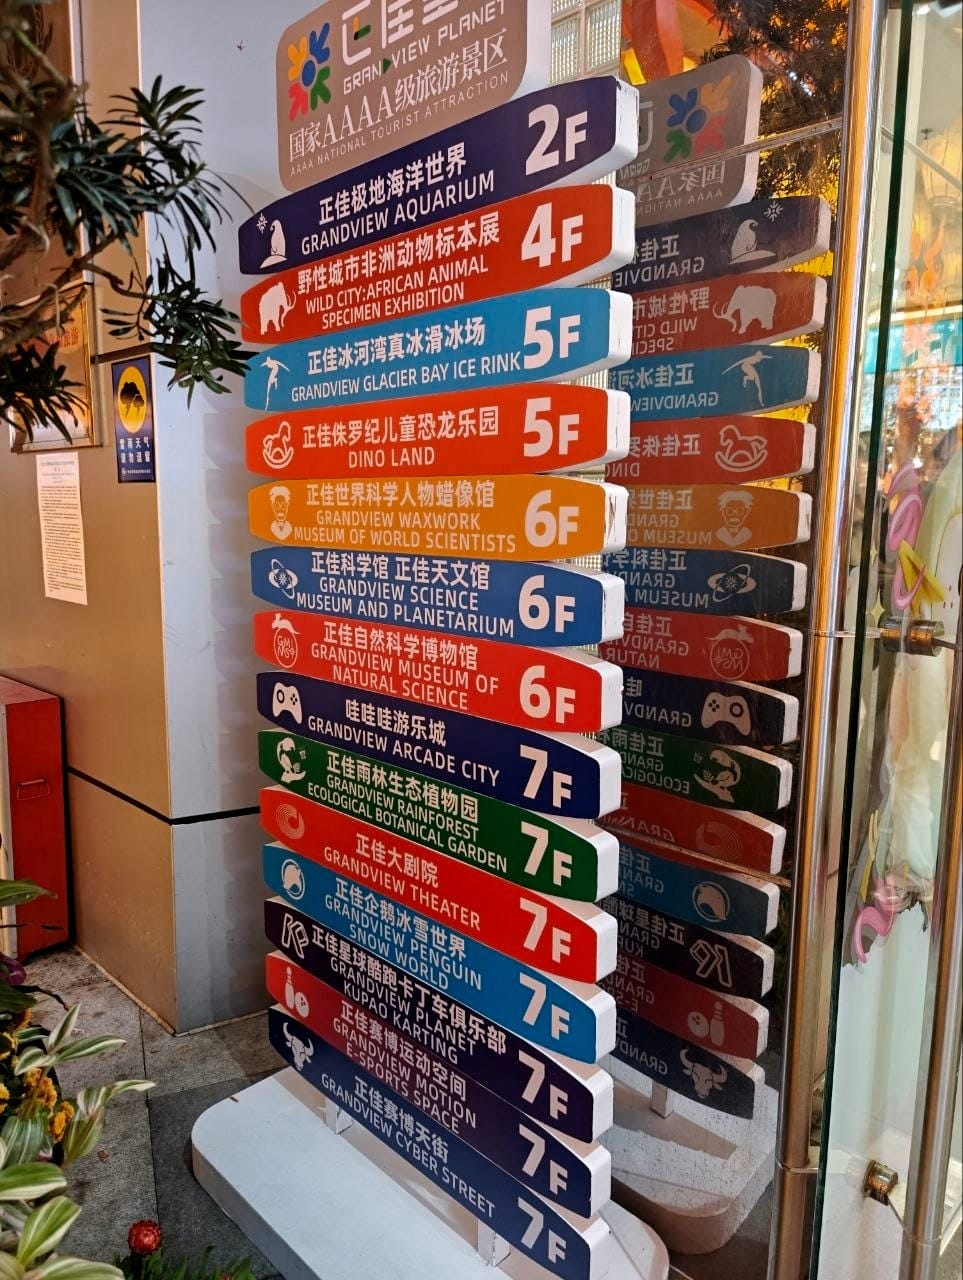 GRANDVIEW PLANET
国家AAAA级旅游景区
AAAA NATIONAL TOURIST ATTRACTION
正佳极地海洋世界
GRANDVIEW AQUARIUM
2F
野性城市非洲动物标本展
WILD CITY:AFRICAN ANIMAL
SPECIMEN EXHIBITION
4F
正佳冰河湾真冰滑冰场
GRANDVIEW GLACIER BAY ICE RINK
5F
正佳侏罗纪儿童恐龙乐园
DINO LAND
5F
正佳世界科学人物蜡像馆
GRANDVIEW WAXWORK
MUSEUM OF WORLD SCIENTISTS
6F
正佳科学馆 正佳天文馆
GRANDVIEW SCIENCE
MUSEUM AND PLANETARIUM
6F
正佳自然科学博物馆
GRANDVIEW MUSEUM OF
NATURAL SCIENCE
6F
哇哇哇游乐城
GRANDVIEW ARCADE CITY
7F
正佳雨林生态植物园
GRANDVIEW RAINFOREST
ECOLOGICAL BOTANICAL GARDEN
7F
正佳大剧院
GRANDVIEW THEATER
7F
正佳企鹅冰雪世界
GRANDVIEW PENGUIN
SNOW WORLD
7F
正佳星球酷跑卡丁车俱乐部
GRANDVIEW PLANET
KUPAO KARTING
7F
正佳赛博运动空间
GRANDVIEW MOTION
E-SPORTS SPACE
7F
正佳赛博天街
GRANDVIEW CYBER STREET
7F
雷雨天气